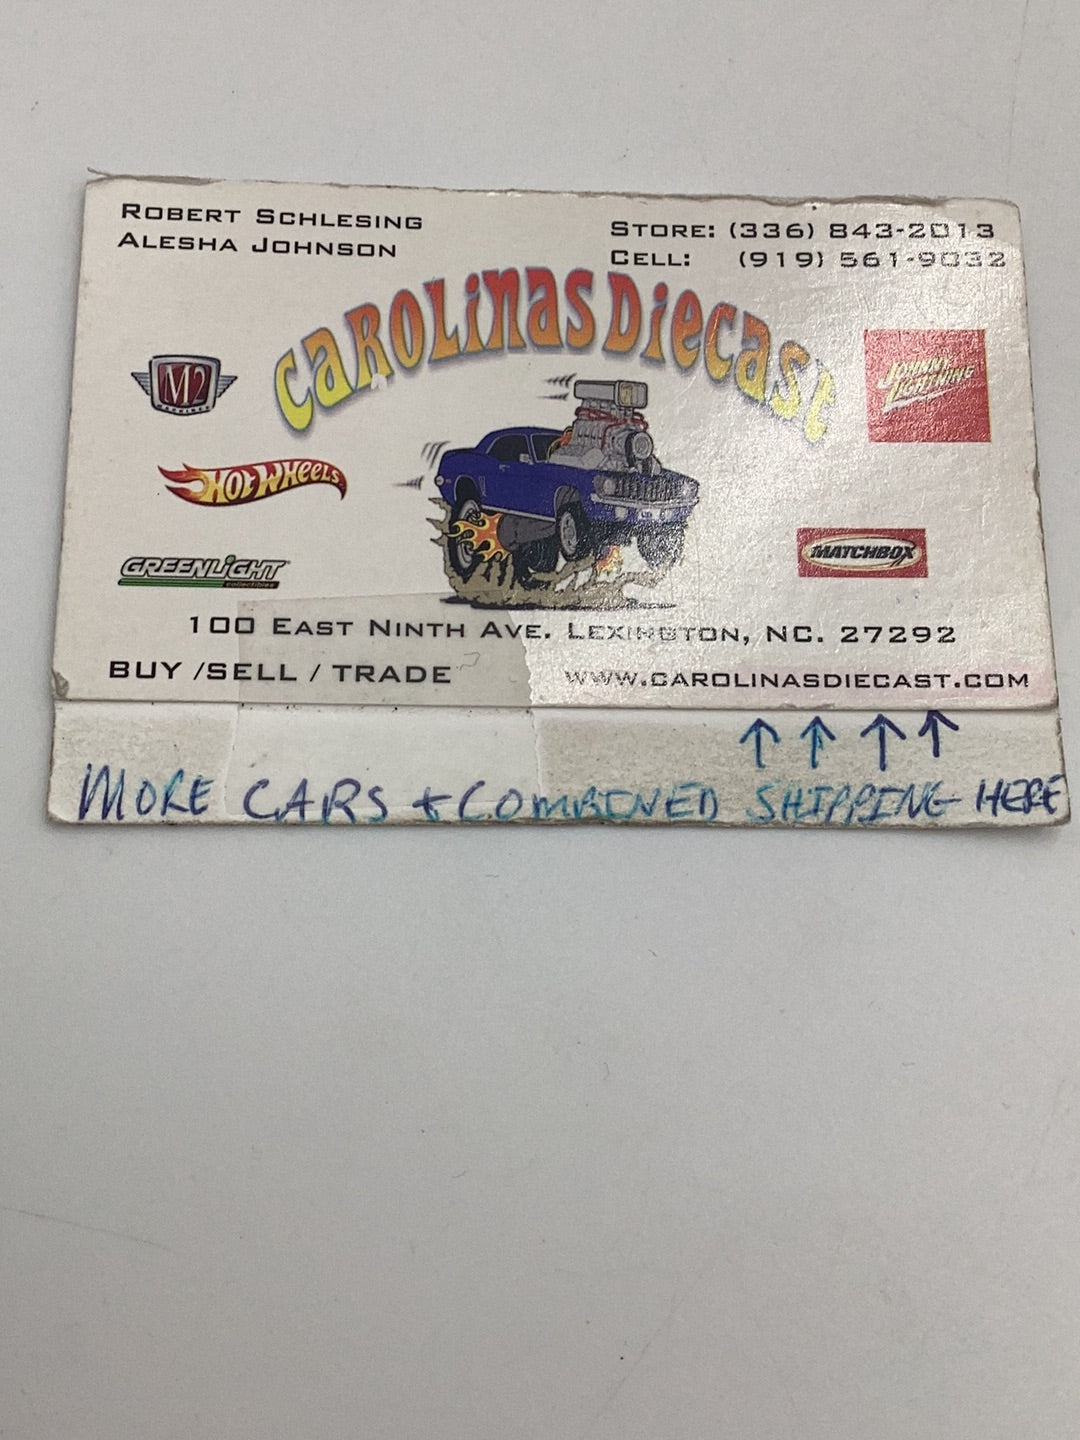 ROBERT SCHLESING
ALESHA JOHNSON
STORE: (336) 843-2013
CELL: (919) 561-9032
CAROLINAS DIECAST
M2
MACHINES
JOHNNY LIGHTNING
HOT WHEELS
GREENLIGHT
collectibles
MATCHBOX
100 EAST NINTH AVE. LEXINGTON, NC. 27292
BUY /SELL / TRADE
WWW.CAROLINASDIECAST.COM
↑ ↑ ↑ ↑
MORE CARS + COMBINED SHIPPING HERE